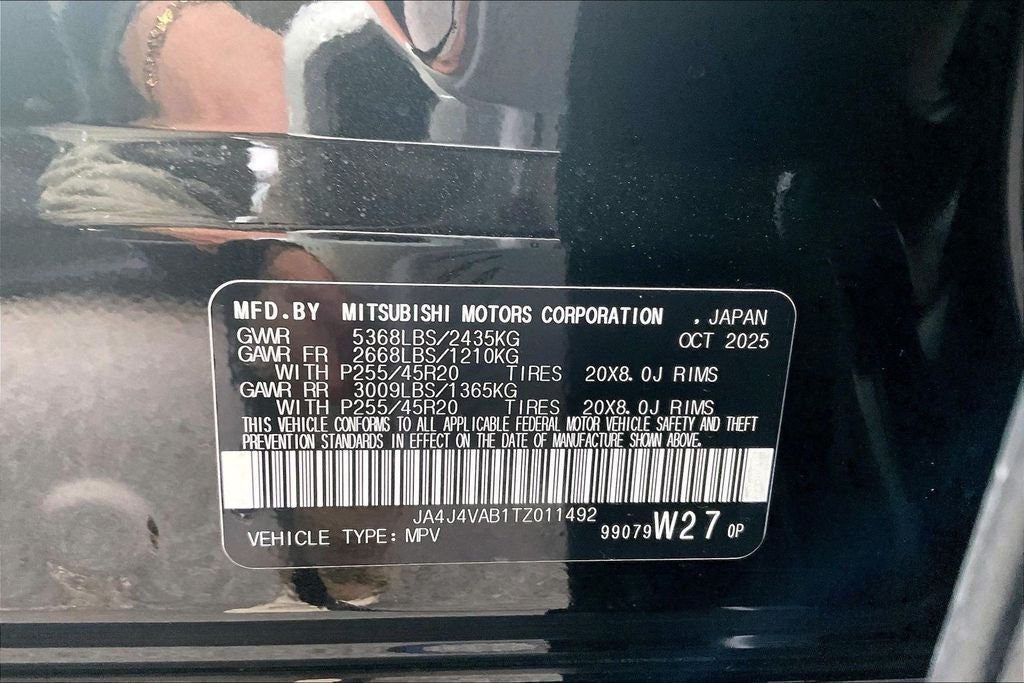 MFD.BY MITSUBISHI MOTORS CORPORATION , JAPAN
GVWR 5368LBS/2435KG OCT 2025
GAWR FR 2668LBS/1210KG
WITH P255/45R20 TIRES 20X8.0J RIMS
GAWR RR 3009LBS/1365KG
WITH P255/45R20 TIRES 20X8.0J RIMS
THIS VEHICLE CONFORMS TO ALL APPLICABLE FEDERAL MOTOR VEHICLE SAFETY AND THEFT
PREVENTION STANDARDS IN EFFECT ON THE DATE OF MANUFACTURE SHOWN ABOVE.
JA4J4VAB1TZ011492
VEHICLE TYPE: MPV 99079W27 0P